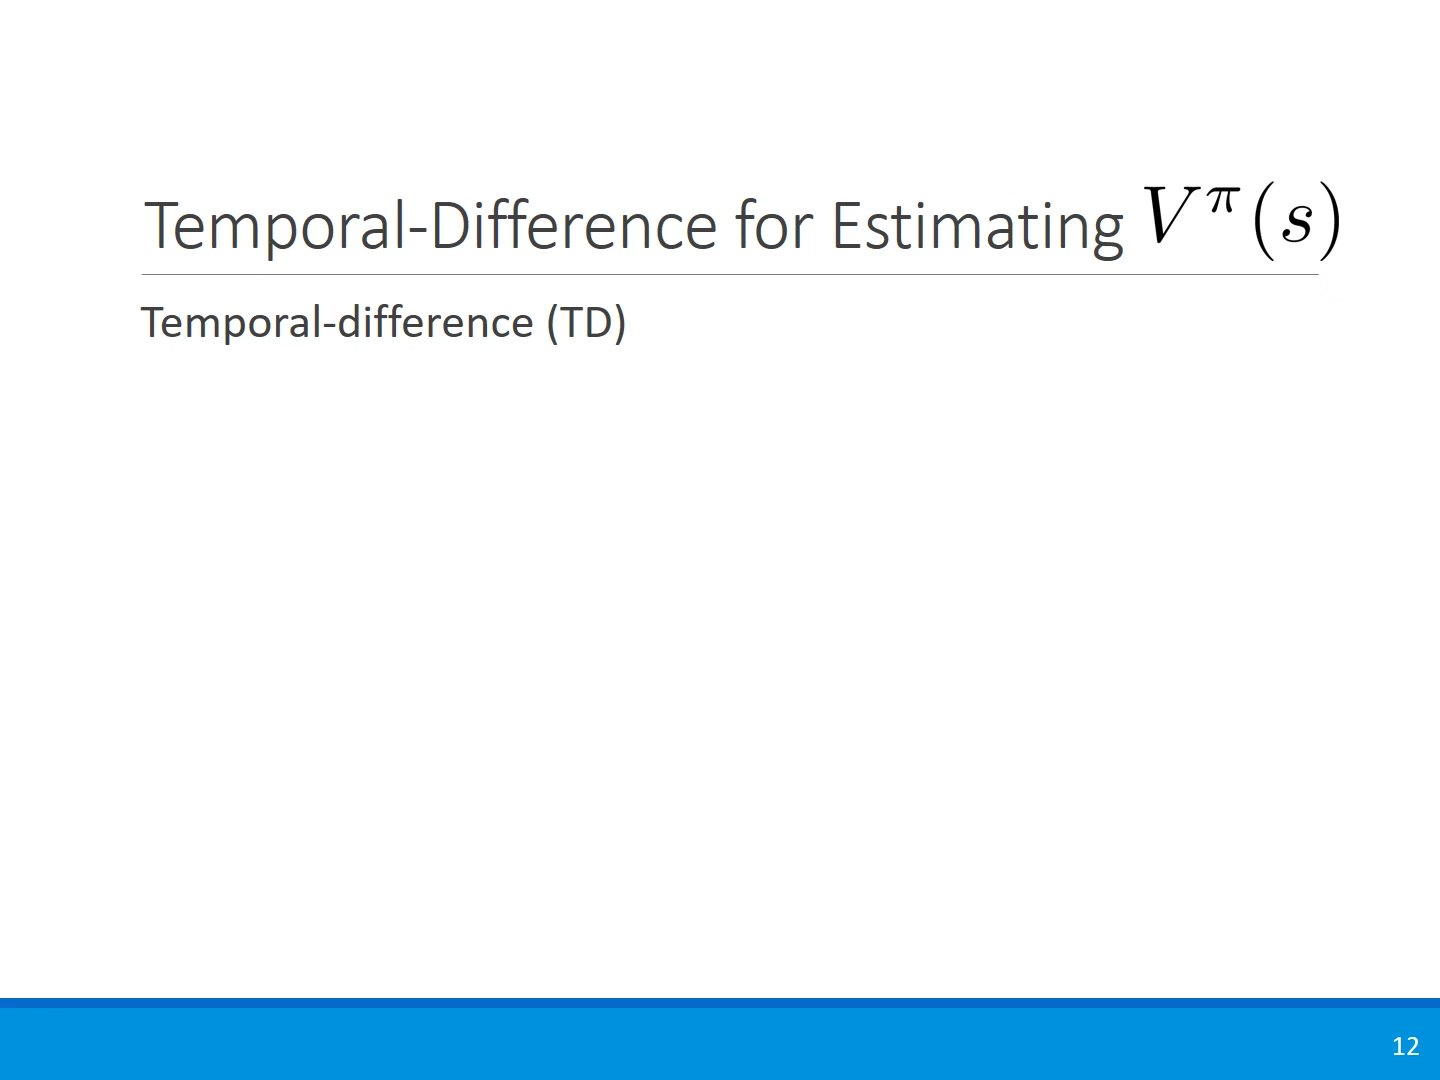 Temporal-Difference for Estimating $V^{\pi}(s)$
Temporal-difference (TD)
12